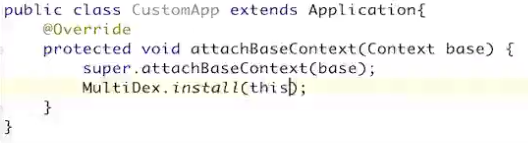 public class CustomApp extends Application{
@Override
protected void attachBaseContext(Context base) {
super.attachBaseContext(base);
MultiDex.install(this);
}
}